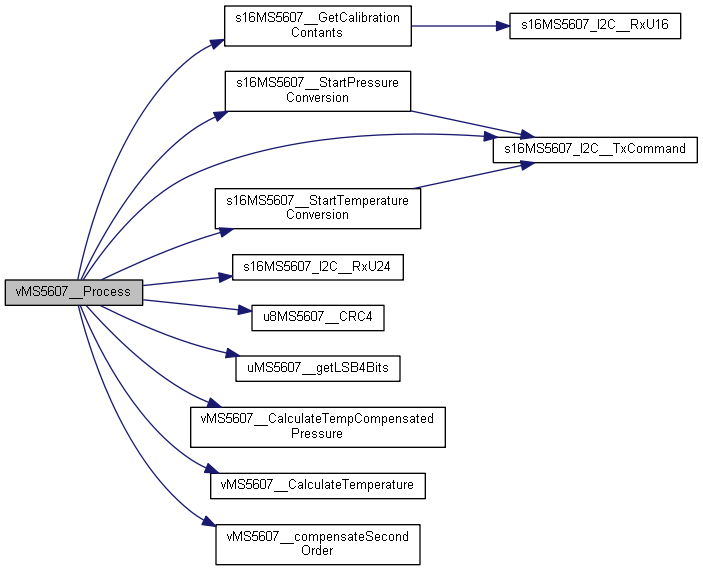 s16MS5607__GetCalibration
Contants
s16MS5607_I2C__RxU16
s16MS5607__StartPressure
Conversion
s16MS5607_I2C__TxCommand
s16MS5607__StartTemperature
Conversion
s16MS5607_I2C__RxU24
vMS5607__Process
u8MS5607__CRC4
uMS5607__getLSB4Bits
vMS5607__CalculateTempCompensated
Pressure
vMS5607__CalculateTemperature
vMS5607__compensateSecond
Order